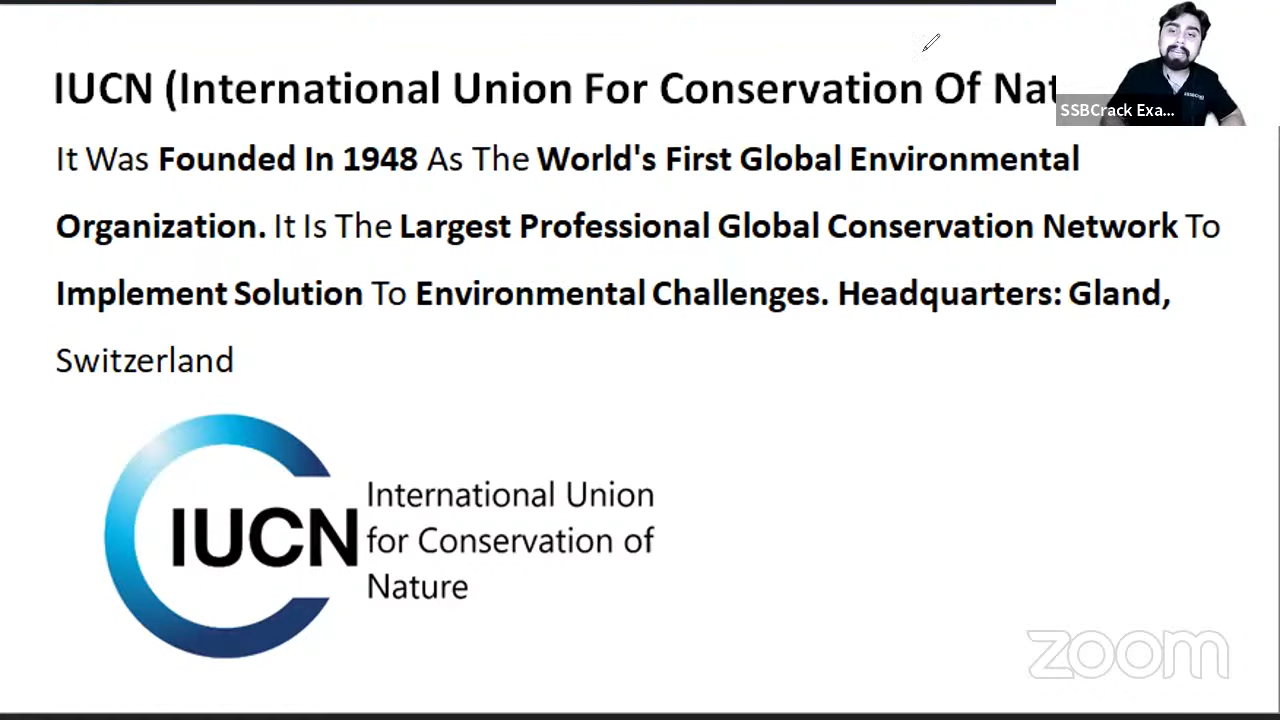 IUCN (International Union For Conservation Of Nat
SSBCrack Exa...
It Was Founded In 1948 As The World's First Global Environmental
Organization. It Is The Largest Professional Global Conservation Network To
Implement Solution To Environmental Challenges. Headquarters: Gland,
Switzerland
IUCN
International Union
for Conservation of
Nature
zoom